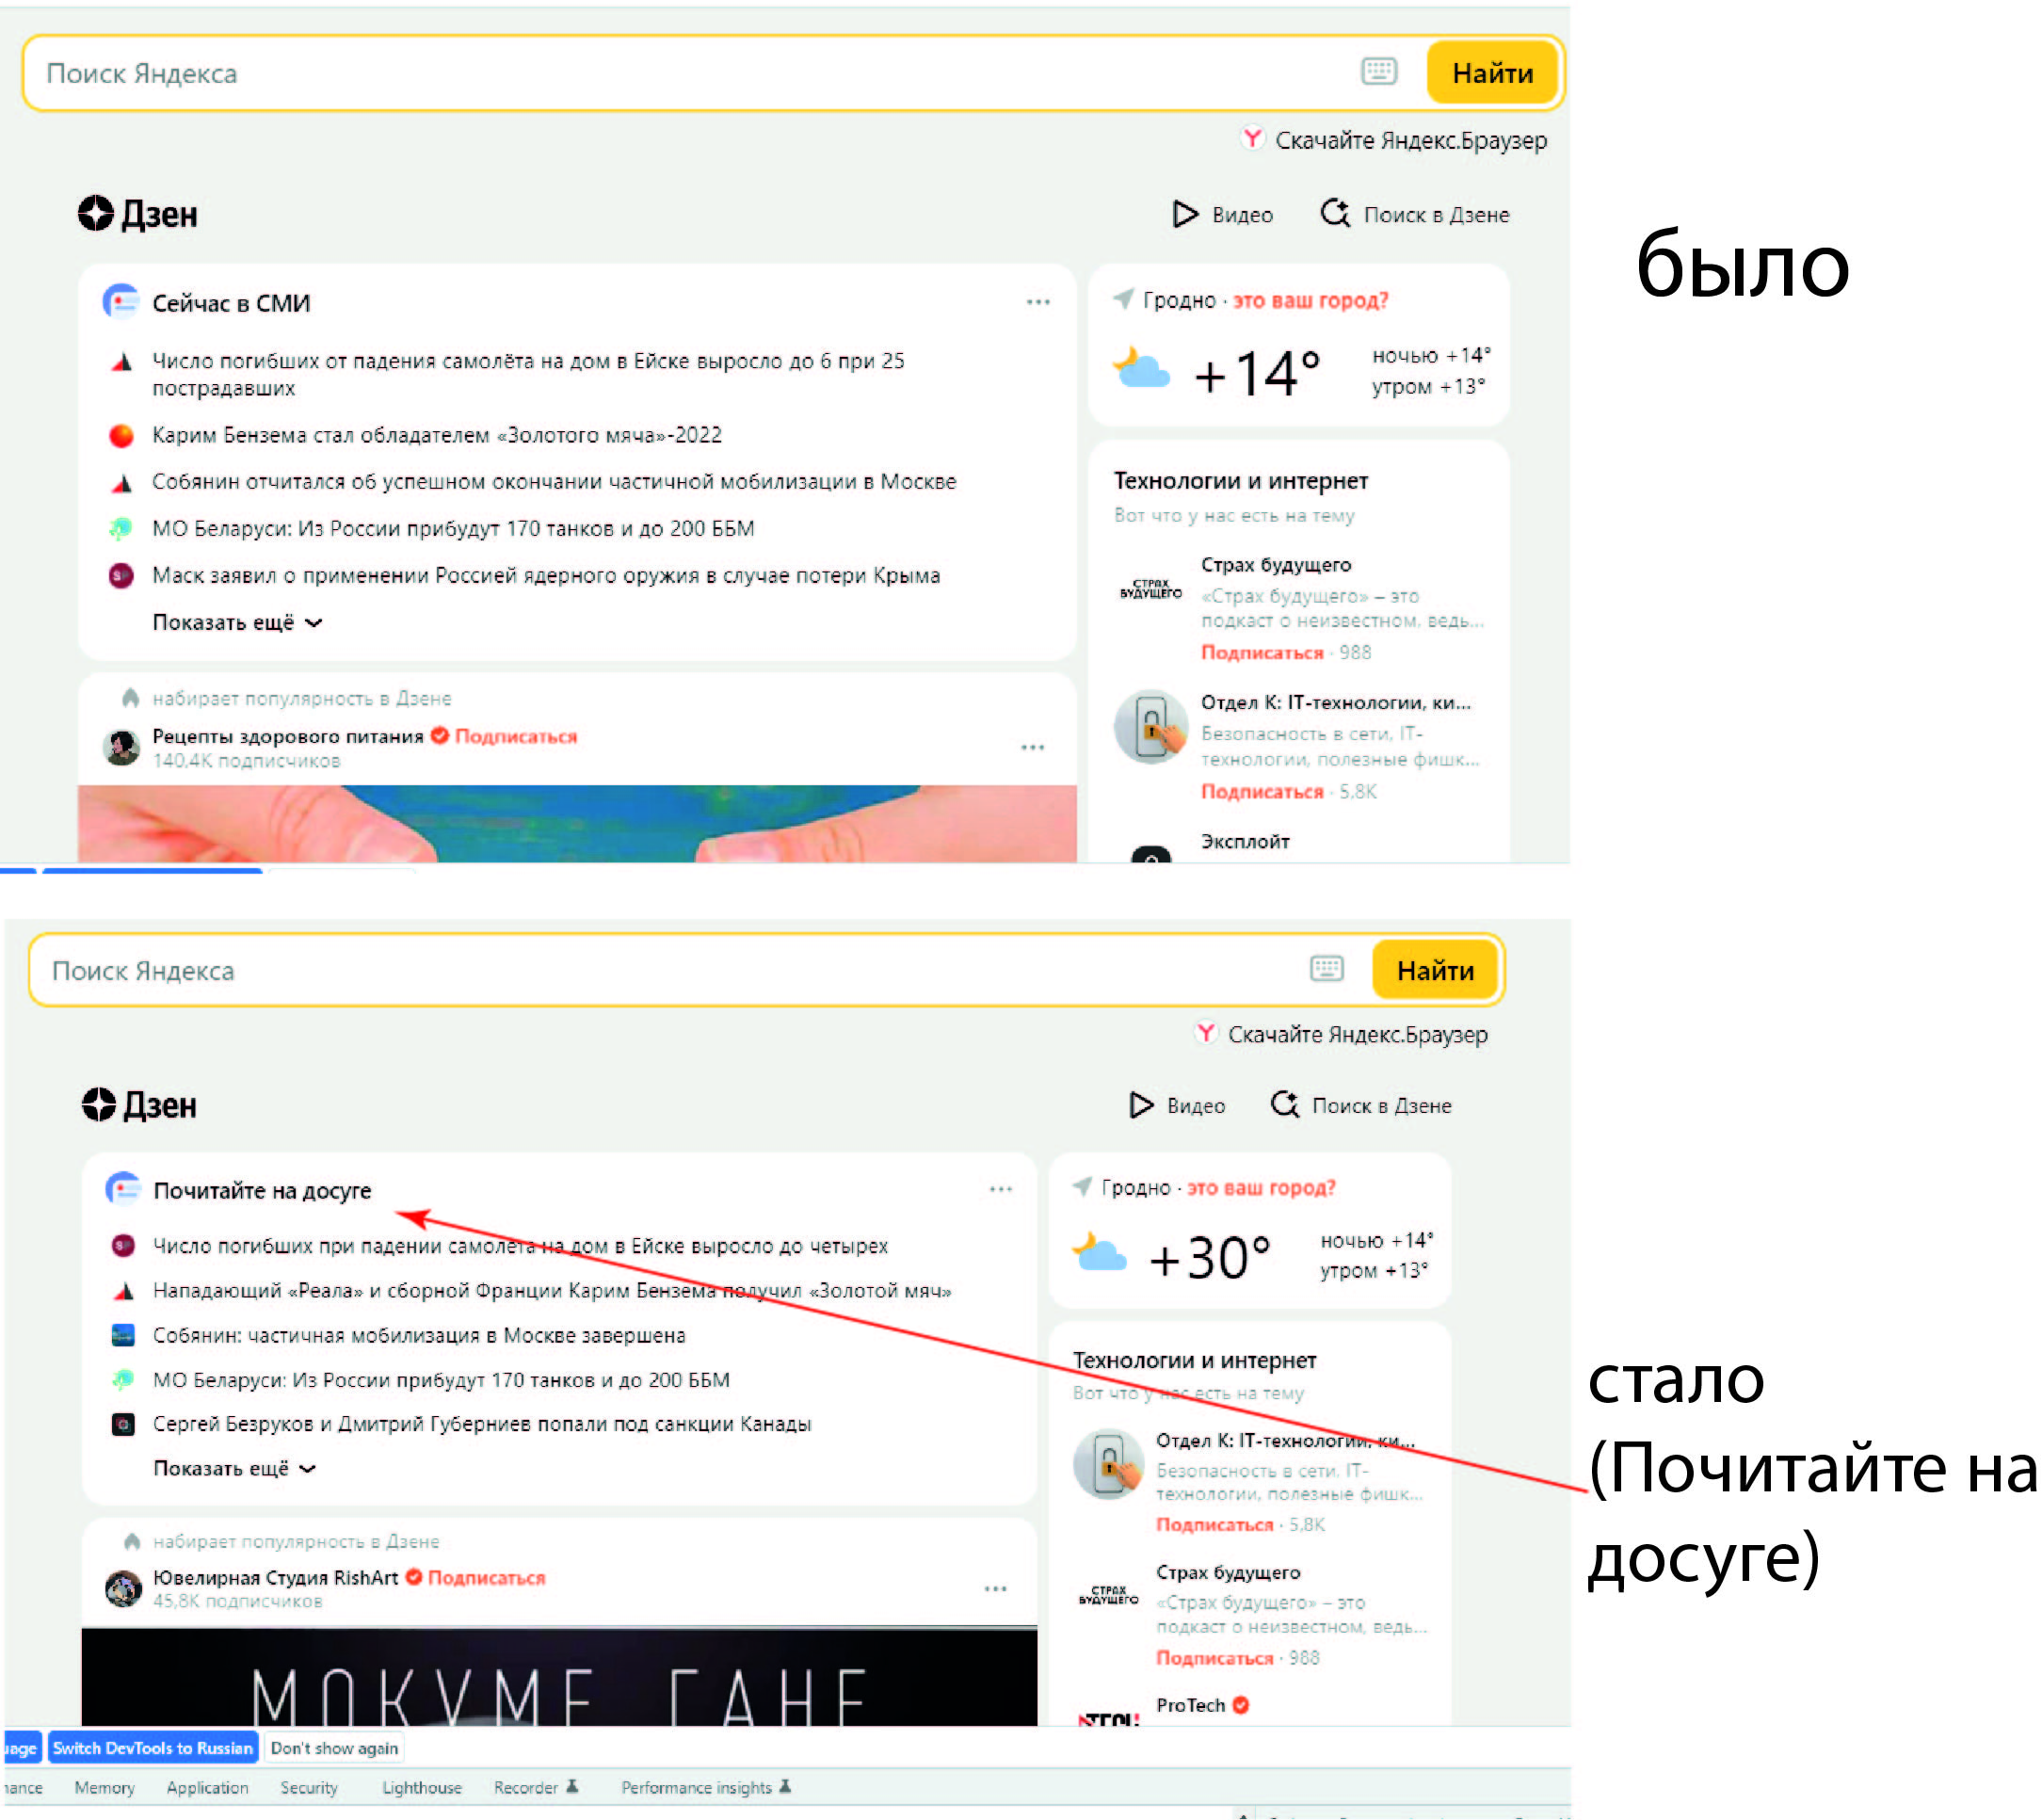 Поиск Яндекса
Найти
Скачайте Яндекс.Браузер
Дзен
Видео
Поиск в Дзене
было
Сейчас в СМИ
Число погибших от падения самолёта на дом в Ейске выросло до 6 при 25
пострадавших
Карим Бензема стал обладателем «Золотого мяча»-2022
Собянин отчитался об успешном окончании частичной мобилизации в Москве
МО Беларуси: Из России прибудут 170 танков и до 200 ББМ
Маск заявил о применении Россией ядерного оружия в случае потери Крыма
Показать ещё
набирает популярность в Дзене
Рецепты здорового питания Подписаться
140,4К подписчиков
Гродно · это ваш город?
+14°
ночью +14°
утром +13°
Технологии и интернет
Вот что у нас есть на тему
СТРАХ
БУДУЩЕГО
Страх будущего
«Страх будущего» – это
подкаст о неизвестном, ведь...
Подписаться · 988
Отдел К: IT-технологии, ки...
Безопасность в сети, IT-
технологии, полезные фишк...
Подписаться · 5,8К
Эксплойт
Поиск Яндекса
Найти
Скачайте Яндекс.Браузер
Дзен
Видео
Поиск в Дзене
Почитайте на досуге
Число погибших при падении самолёта на дом в Ейске выросло до четырех
Нападающий «Реала» и сборной Франции Карим Бензема получил «Золотой мяч»
Собянин: частичная мобилизация в Москве завершена
МО Беларуси: Из России прибудут 170 танков и до 200 ББМ
Сергей Безруков и Дмитрий Губерниев попали под санкции Канады
Показать ещё
набирает популярность в Дзене
Ювелирная Студия RishArt Подписаться
45,8К подписчиков
МОКУМЕ ГАНЕ
Гродно · это ваш город?
+30°
ночью +14°
утром +13°
Технологии и интернет
Вот что у нас есть на тему
Отдел К: IT-технологии, ки...
Безопасность в сети, IT-
технологии, полезные фишк...
Подписаться · 5,8К
СТРАХ
БУДУЩЕГО
Страх будущего
«Страх будущего» – это
подкаст о неизвестном, ведь...
Подписаться · 988
ProTech
стало
(Почитайте на
досуге)
Switch DevTools to Russian
Don't show again
Memory
Application
Security
Lighthouse
Recorder
Performance insights